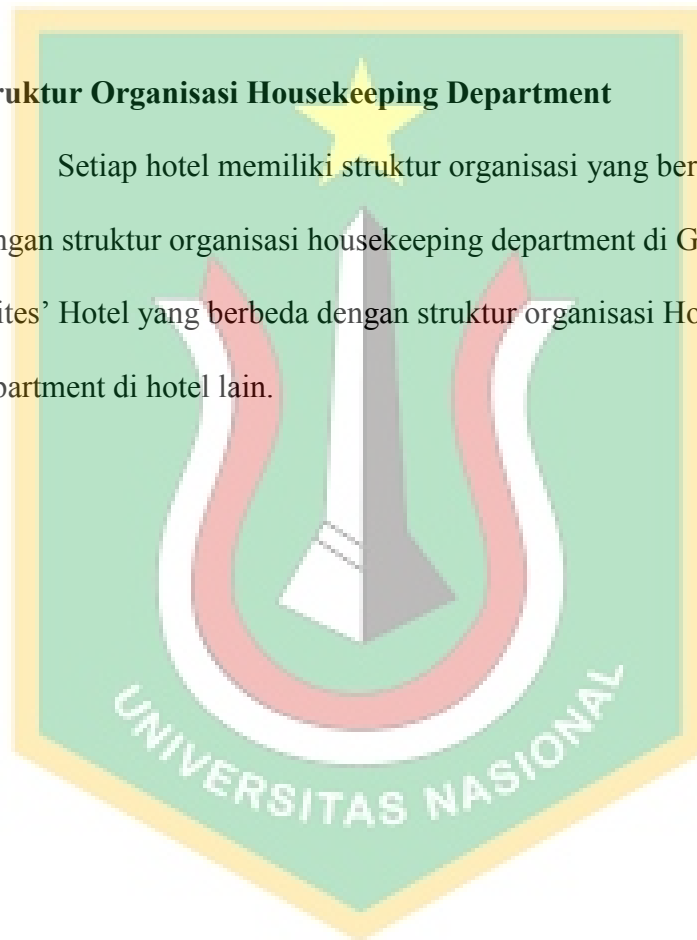 ruktur Organisasi Housekeeping Department
Setiap hotel memiliki struktur organisasi yang ber
ngan struktur organisasi housekeeping department di G
ites’ Hotel yang berbeda dengan struktur organisasi Ho
partment di hotel lain.
UNIVERSITAS NASIONAL